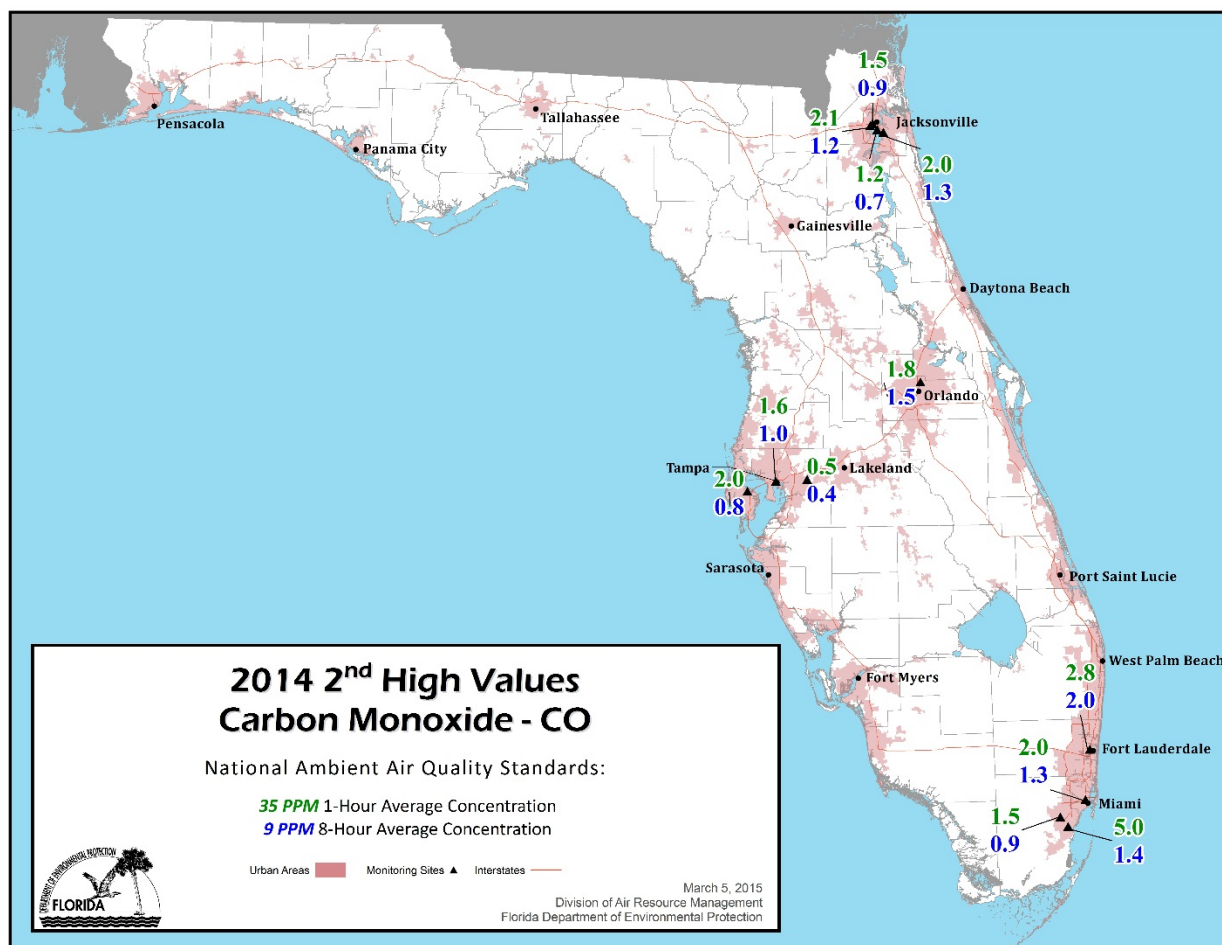 1.5
0.9
2.1
1.2
Jacksonville
1.2
0.7
2.0
1.3
Pensacola
Tallahassee
Panama City
Gainesville
Daytona Beach
1.8
1.5
Orlando
1.6
1.0
Tampa
0.5
0.4
Lakeland
2.0
0.8
Sarasota
Port Saint Lucie
West Palm Beach
Fort Myers
2.8
2.0
Fort Lauderdale
2.0
1.3
Miami
1.5
0.9
5.0
1.4
2014 2nd High Values
Carbon Monoxide - CO
National Ambient Air Quality Standards:
35 PPM 1-Hour Average Concentration
9 PPM 8-Hour Average Concentration
Urban Areas Monitoring Sites Interstates
March 5, 2015
Division of Air Resource Management
Florida Department of Environmental Protection
DEPARTMENT OF ENVIRONMENTAL PROTECTION
FLORIDA